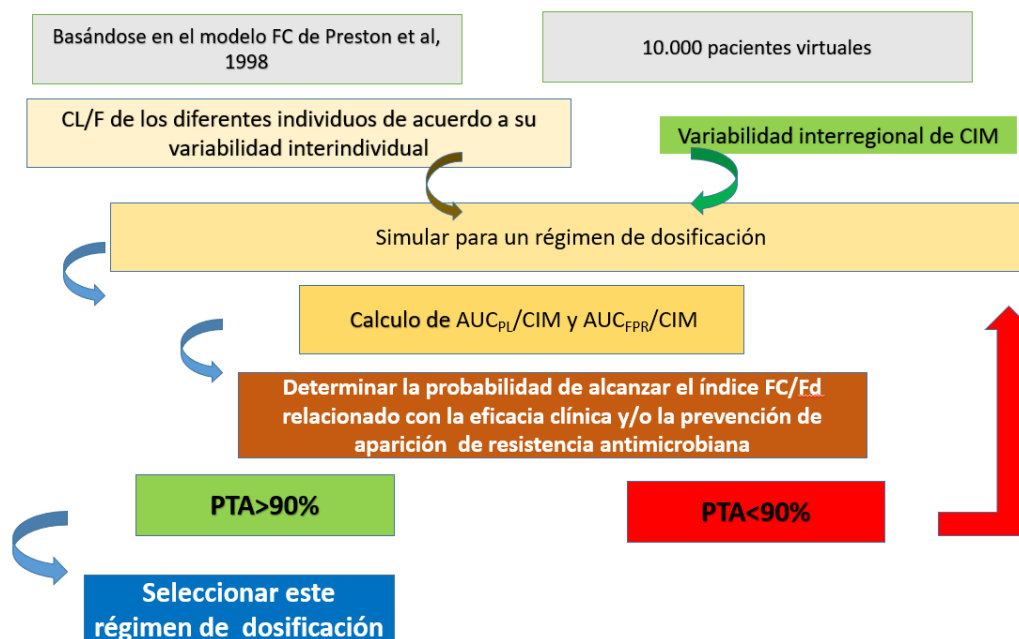 Basándose en el modelo FC de Preston et al,
1998
10.000 pacientes virtuales
CL/F de los diferentes individuos de acuerdo a su
variabilidad interindividual
Variabilidad interregional de CIM
Simular para un régimen de dosificación
Calculo de AUCPL/CIM y AUCFPR/CIM
Determinar la probabilidad de alcanzar el índice FC/Fd
relacionado con la eficacia clínica y/o la prevención de
aparición de resistencia antimicrobiana
PTA>90%
PTA<90%
Seleccionar este
régimen de dosificación